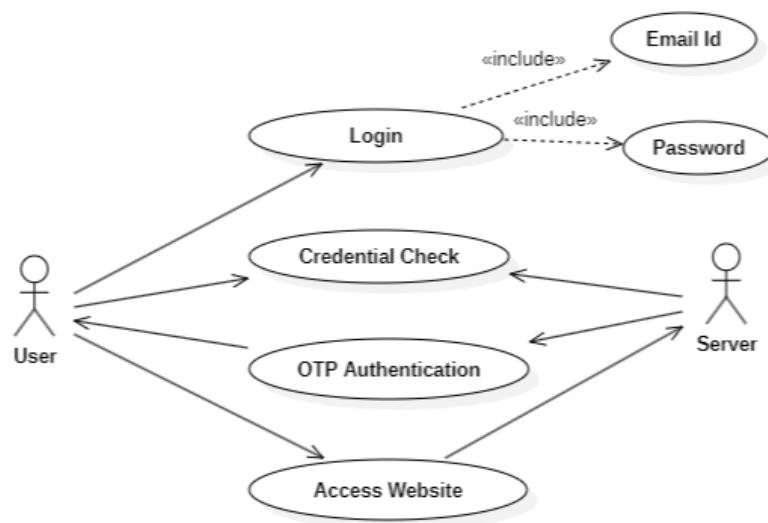 Email Id
«include»
Login
«include»
Password
Credential Check
User
Server
OTP Authentication
Access Website